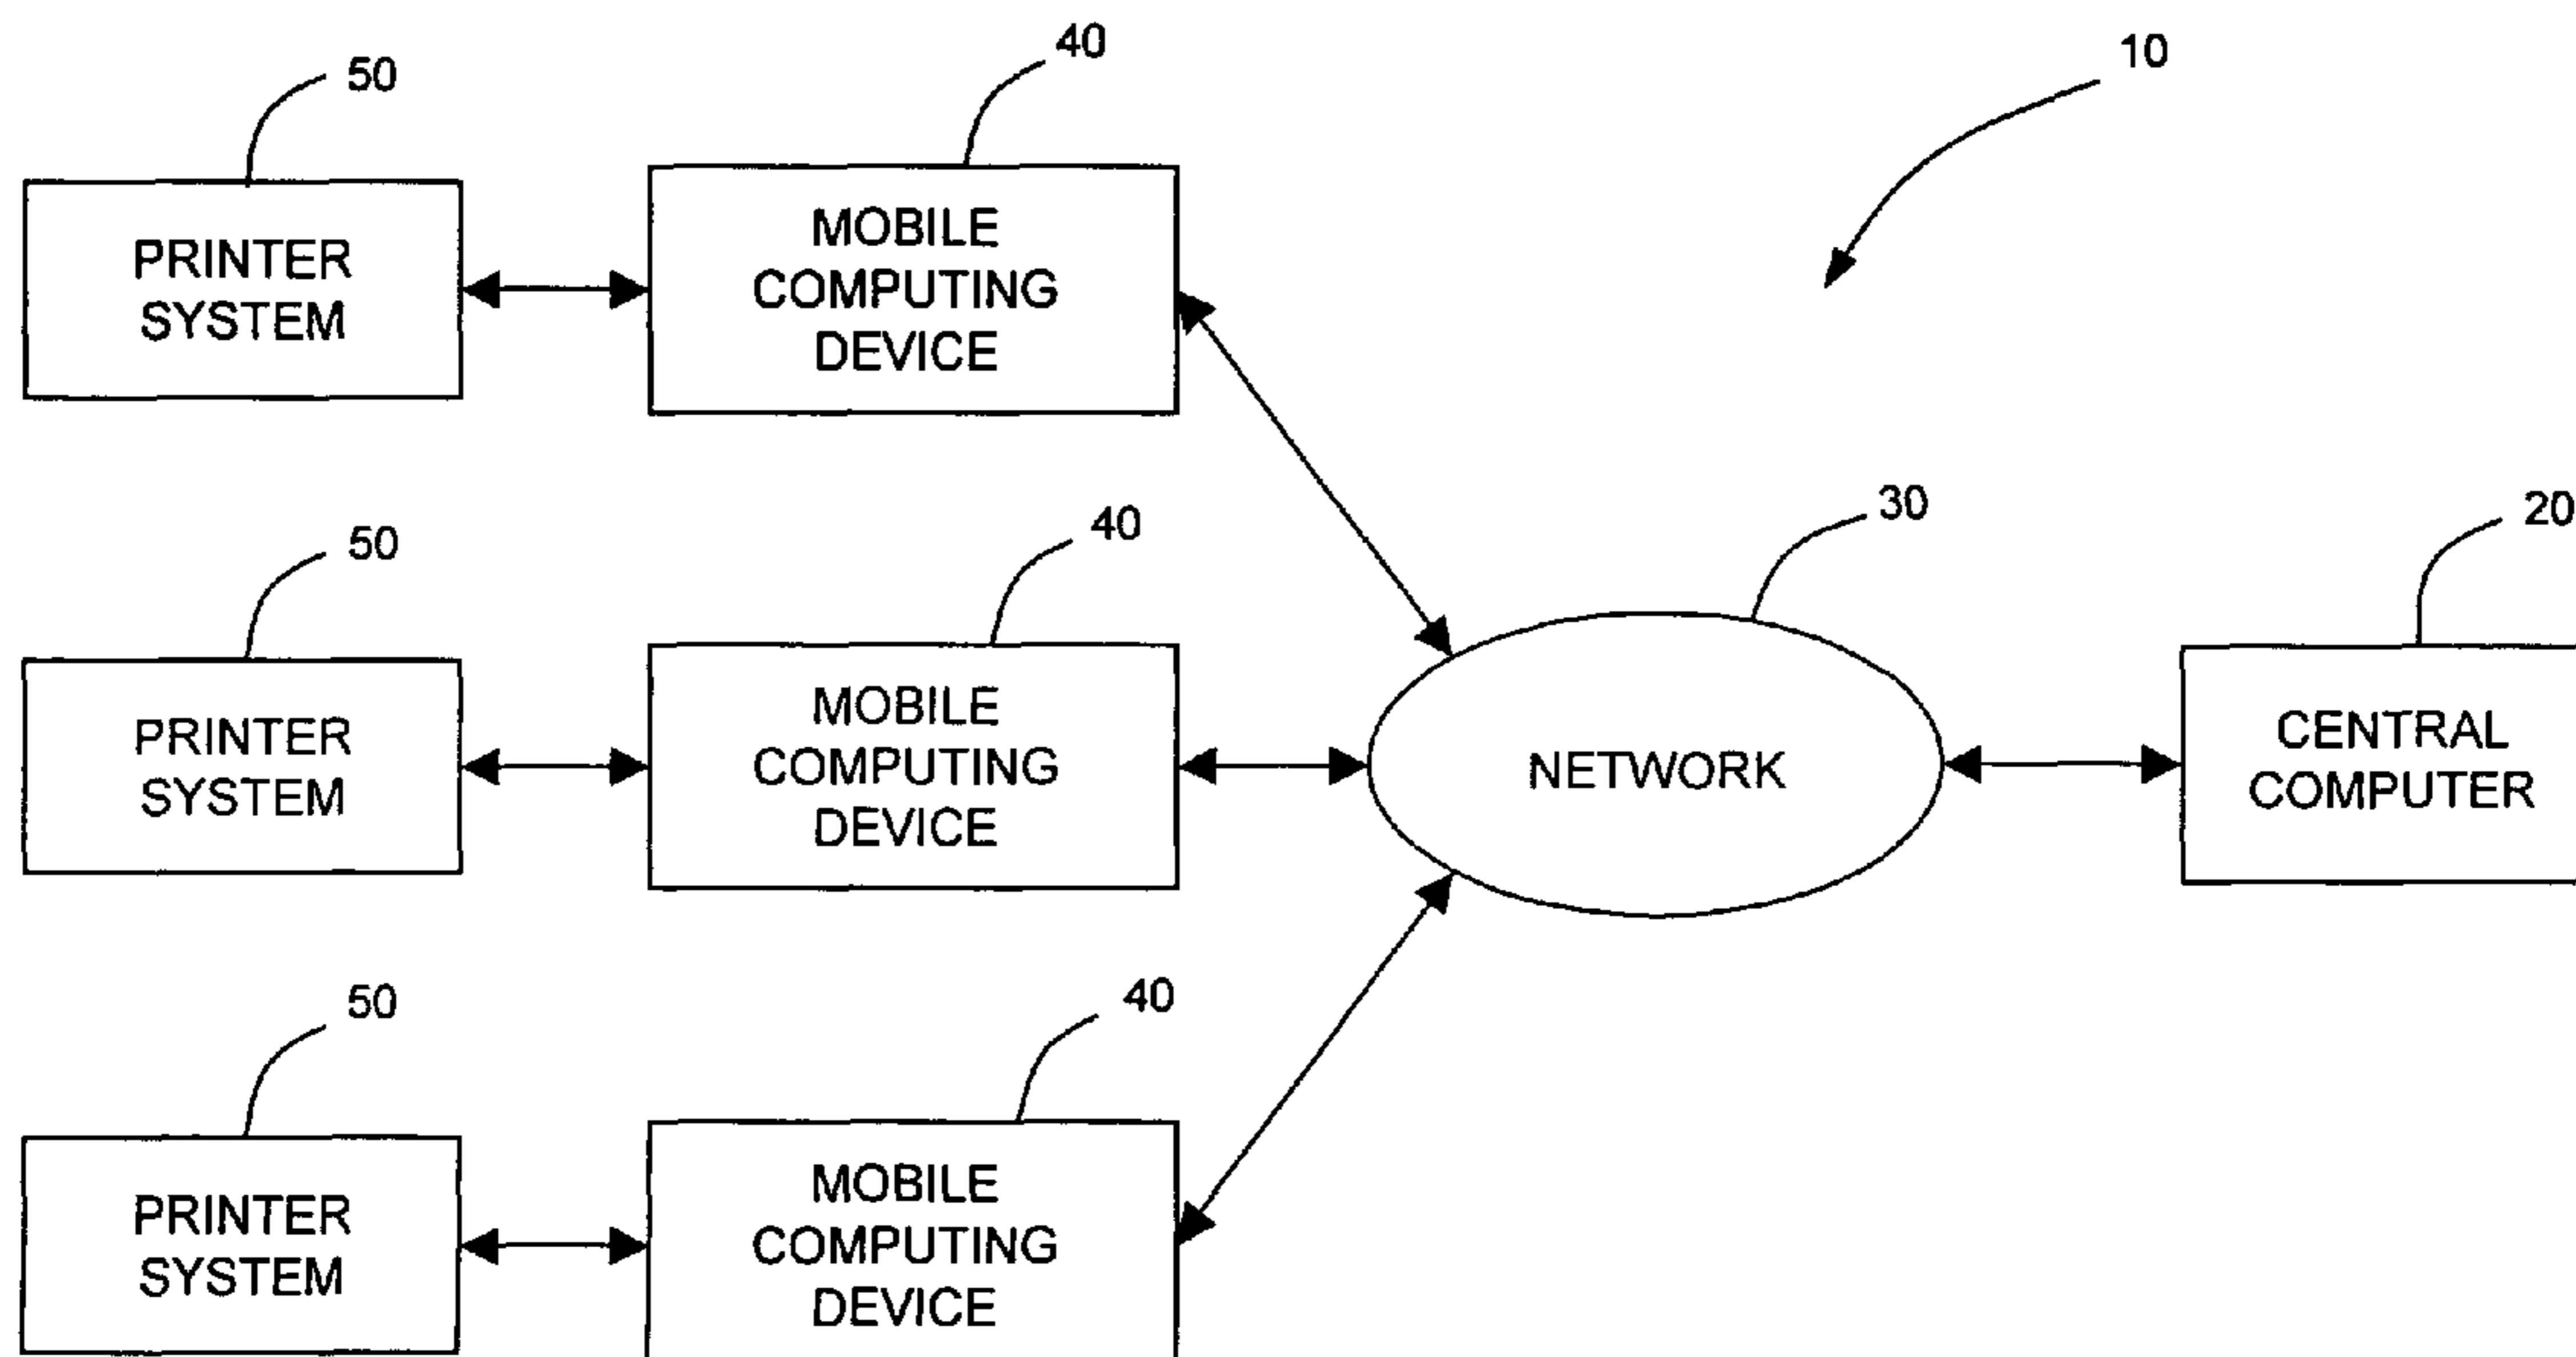 50
40
10
PRINTER
SYSTEM
MOBILE
COMPUTING
DEVICE
50
40
30
20
PRINTER
SYSTEM
MOBILE
COMPUTING
DEVICE
NETWORK
CENTRAL
COMPUTER
50
40
PRINTER
SYSTEM
MOBILE
COMPUTING
DEVICE